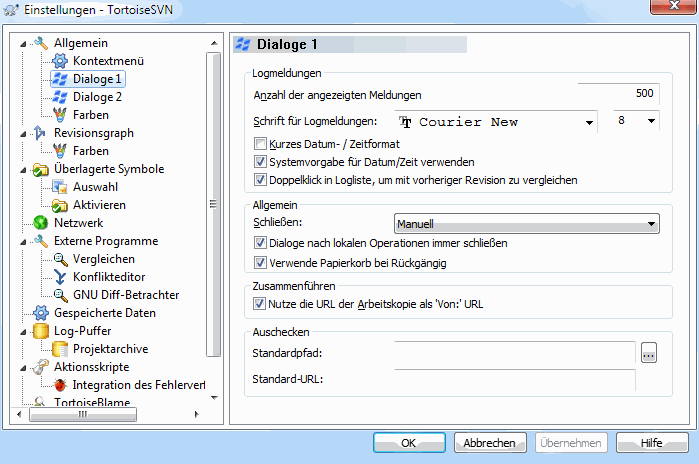 Einstellungen - TortoiseSVN
Allgemein
Kontextmenü
Dialoge 1
Dialoge 2
Farben
Revisionsgraph
Farben
Überlagerte Symbole
Auswahl
Aktivieren
Netzwerk
Externe Programme
Vergleichen
Konflikteditor
GNU Diff-Betrachter
Gespeicherte Daten
Log-Puffer
Projektarchive
Aktionsskripte
Integration des Fehlerverf
TortoiseBlame
Dialoge 1
Logmeldungen
Anzahl der angezeigten Meldungen 500
Schrift für Logmeldungen: Courier New 8
Kurzes Datum- / Zeitformat
Systemvorgabe für Datum/Zeit verwenden
Doppelklick in Logliste, um mit vorheriger Revision zu vergleichen
Allgemein
Schließen: Manuell
Dialoge nach lokalen Operationen immer schließen
Verwende Papierkorb bei Rückgängig
Zusammenführen
Nutze die URL der Arbeitskopie als 'Von:' URL
Auschecken
Standardpfad: ...
Standard-URL:
OK Abbrechen Übernehmen Hilfe